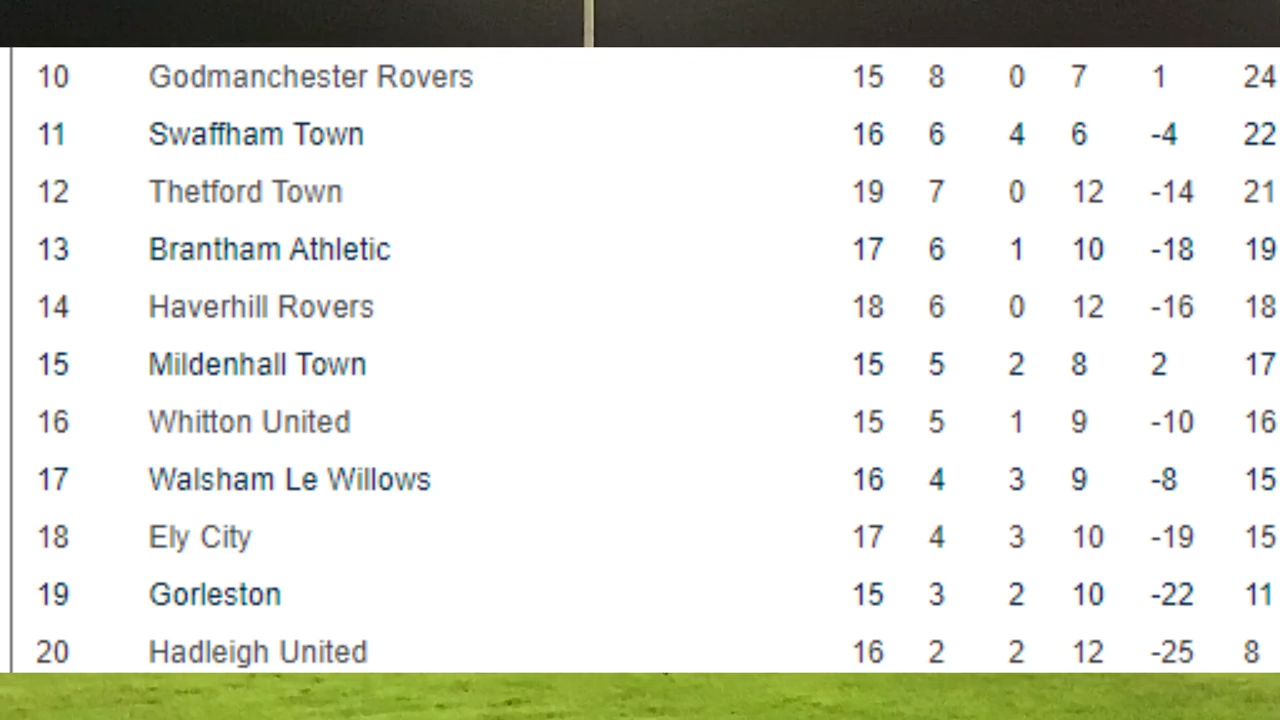 10 Godmanchester Rovers 15 8 0 7 1 24
11 Swaffham Town 16 6 4 6 -4 22
12 Thetford Town 19 7 0 12 -14 21
13 Brantham Athletic 17 6 1 10 -18 19
14 Haverhill Rovers 18 6 0 12 -16 18
15 Mildenhall Town 15 5 2 8 2 17
16 Whitton United 15 5 1 9 -10 16
17 Walsham Le Willows 16 4 3 9 -8 15
18 Ely City 17 4 3 10 -19 15
19 Gorleston 15 3 2 10 -22 11
20 Hadleigh United 16 2 2 12 -25 8